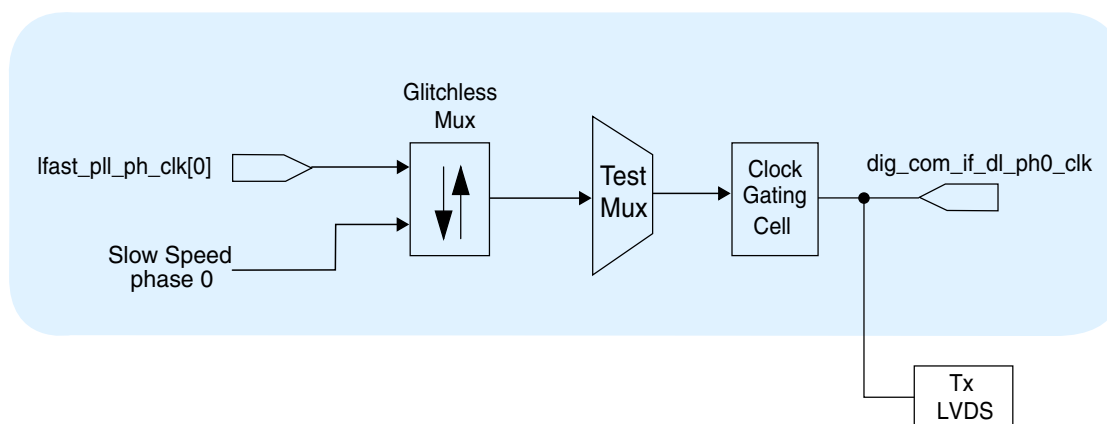 Glitchless
Mux
lfast_pll_ph_clk[0]
Slow Speed
phase 0
Test
Mux
Clock
Gating
Cell
dig_com_if_dl_ph0_clk
Tx
LVDS